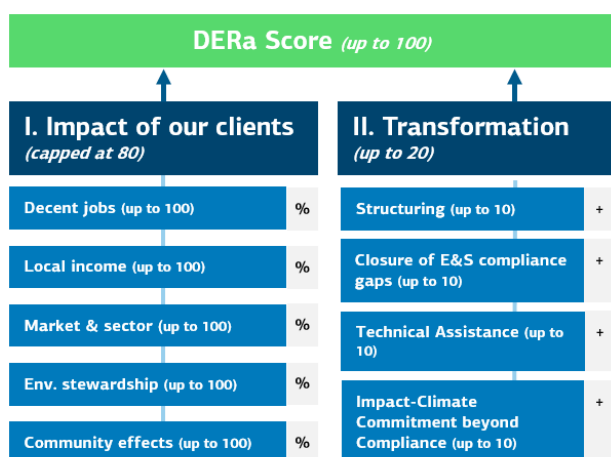 DERa Score (up to 100)
I. Impact of our clients
(capped at 80)
Decent jobs (up to 100)
%
Local income (up to 100)
%
Market & sector (up to 100)
%
Env. stewardship (up to 100)
%
Community effects (up to 100)
%
II. Transformation
(up to 20)
Structuring (up to 10)
+
Closure of E&S compliance
gaps (up to 10)
+
Technical Assistance (up to
10)
+
Impact-Climate
Commitment beyond
Compliance (up to 10)
+